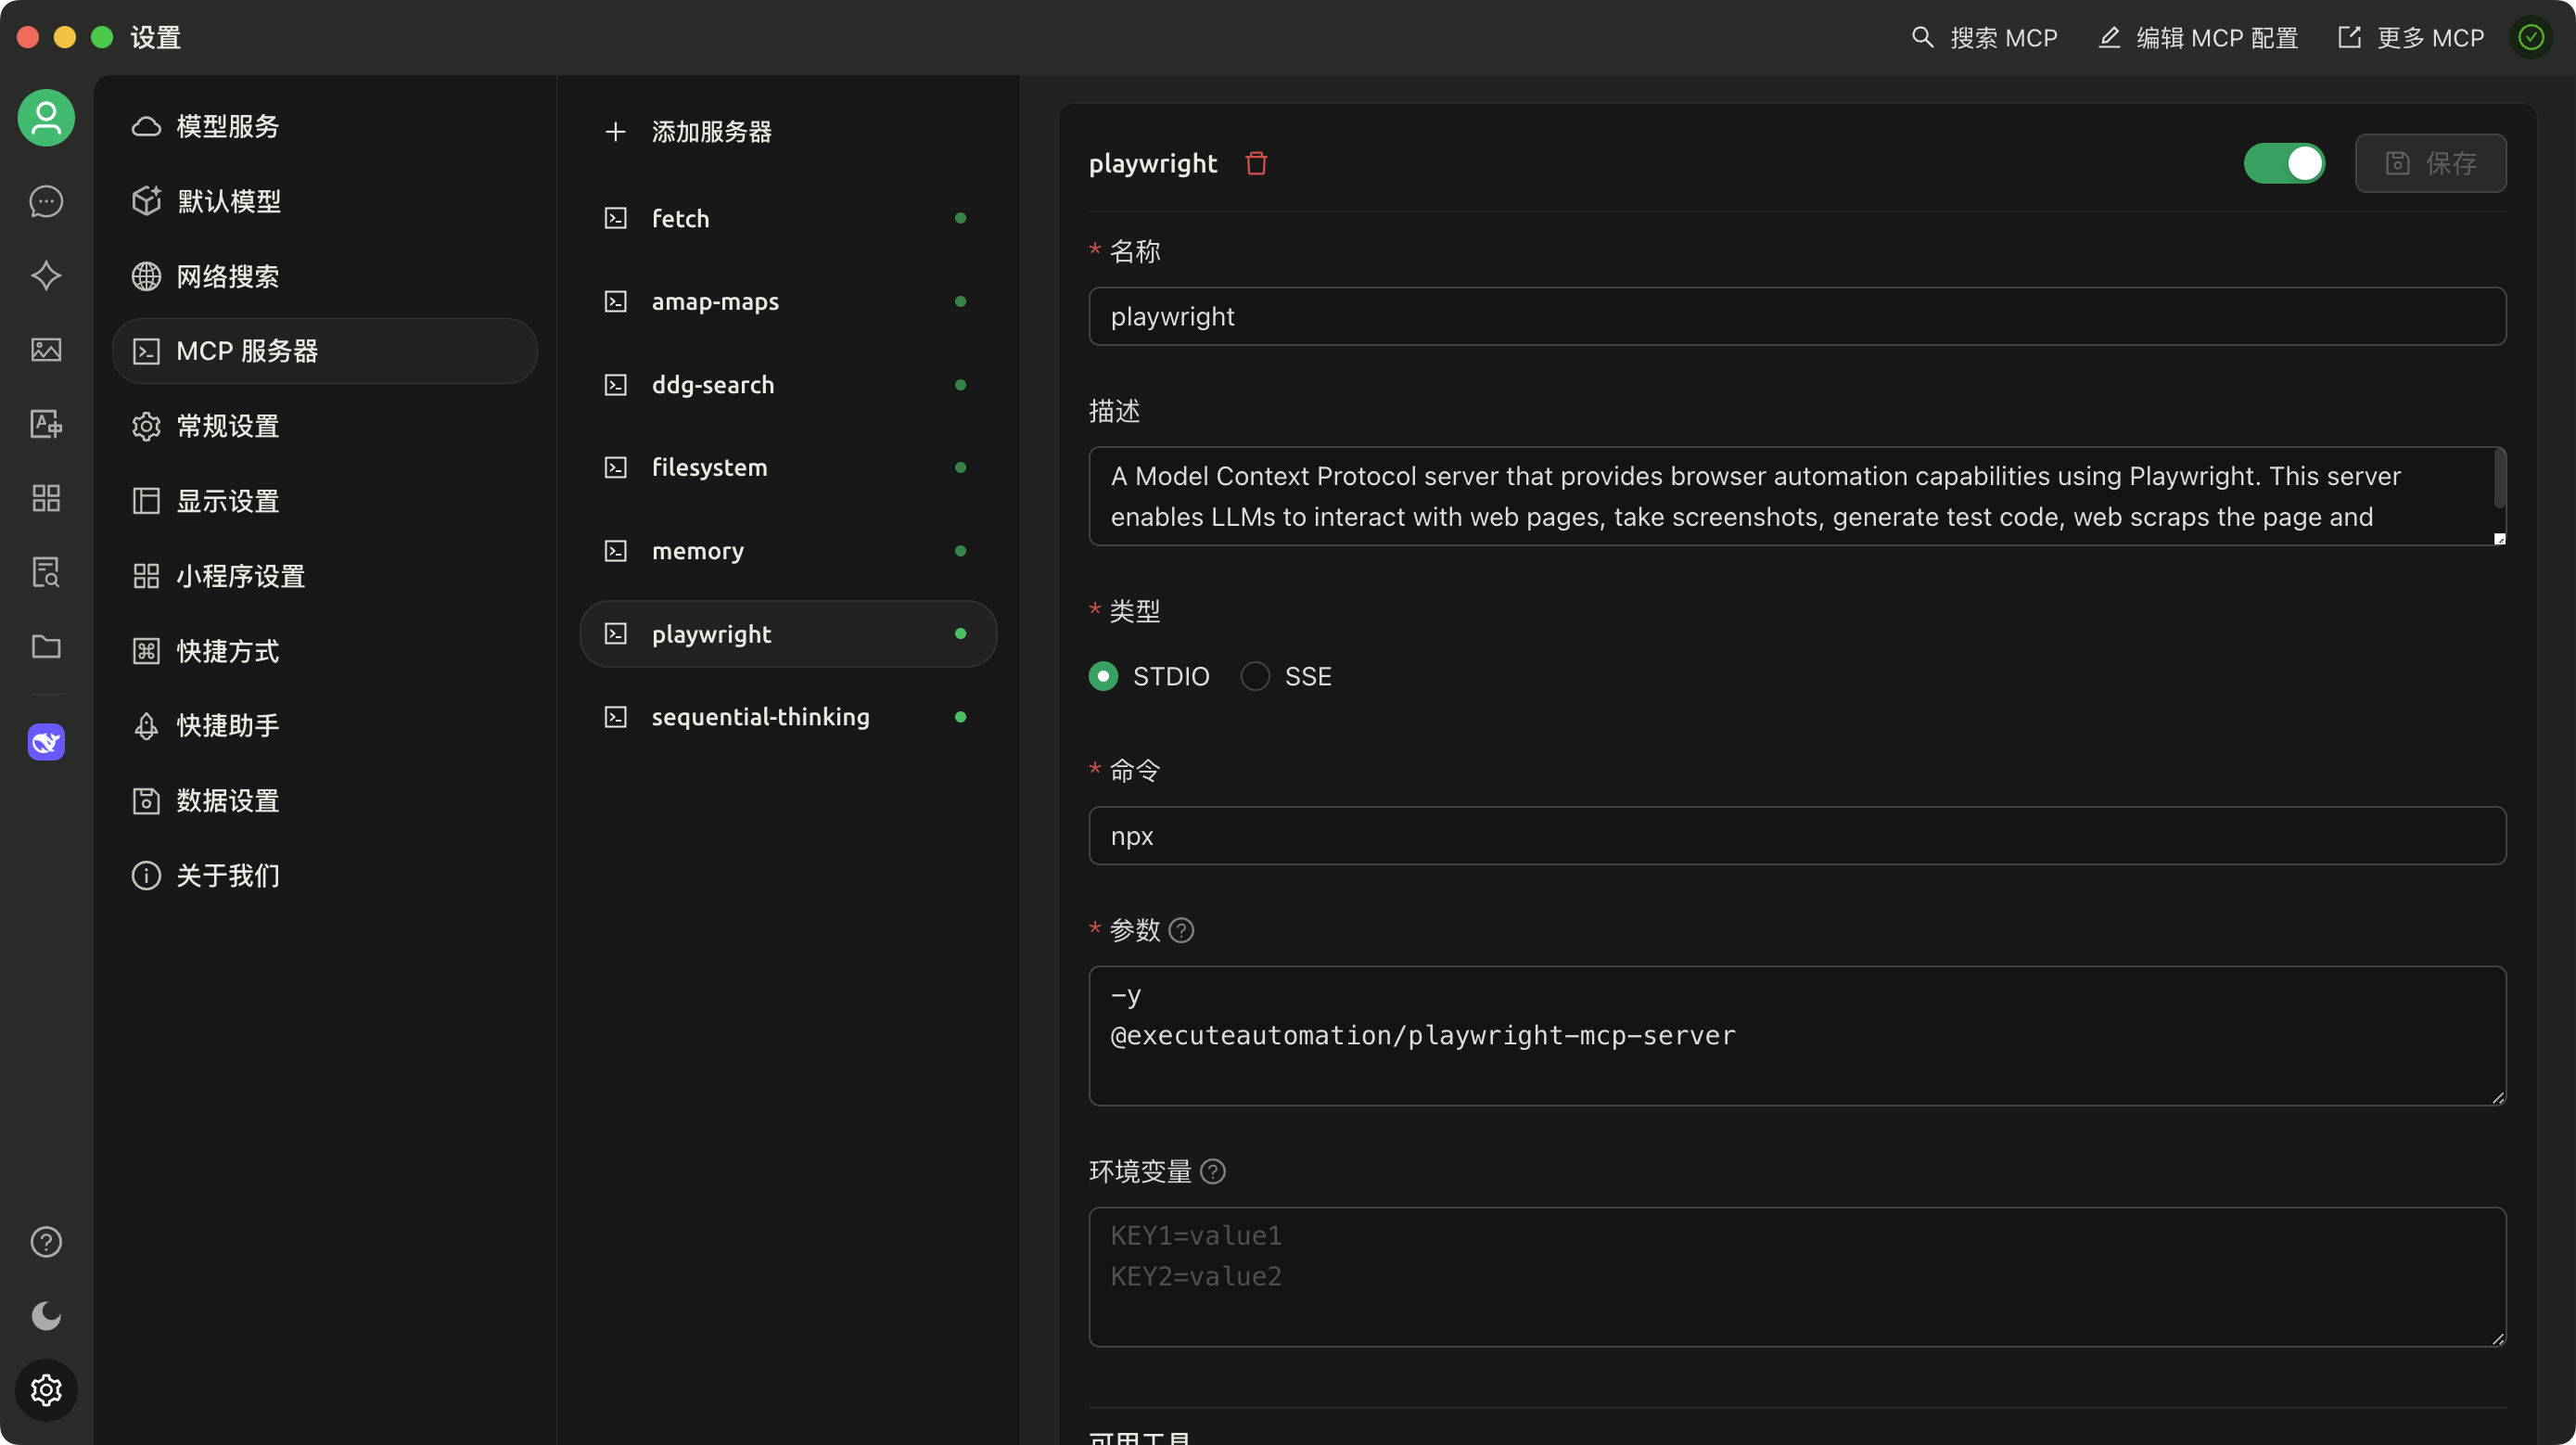 设置
搜索 MCP
编辑 MCP 配置
更多 MCP
模型服务
默认模型
网络搜索
MCP 服务器
常规设置
显示设置
小程序设置
快捷方式
快捷助手
数据设置
关于我们
添加服务器
fetch
amap-maps
ddg-search
filesystem
memory
playwright
sequential-thinking
playwright
保存
* 名称
playwright
描述
A Model Context Protocol server that provides browser automation capabilities using Playwright. This server
enables LLMs to interact with web pages, take screenshots, generate test code, web scraps the page and
* 类型
STDIO
SSE
* 命令
npx
* 参数
-y
@executeautomation/playwright-mcp-server
环境变量
KEY1=value1
KEY2=value2
可用工具